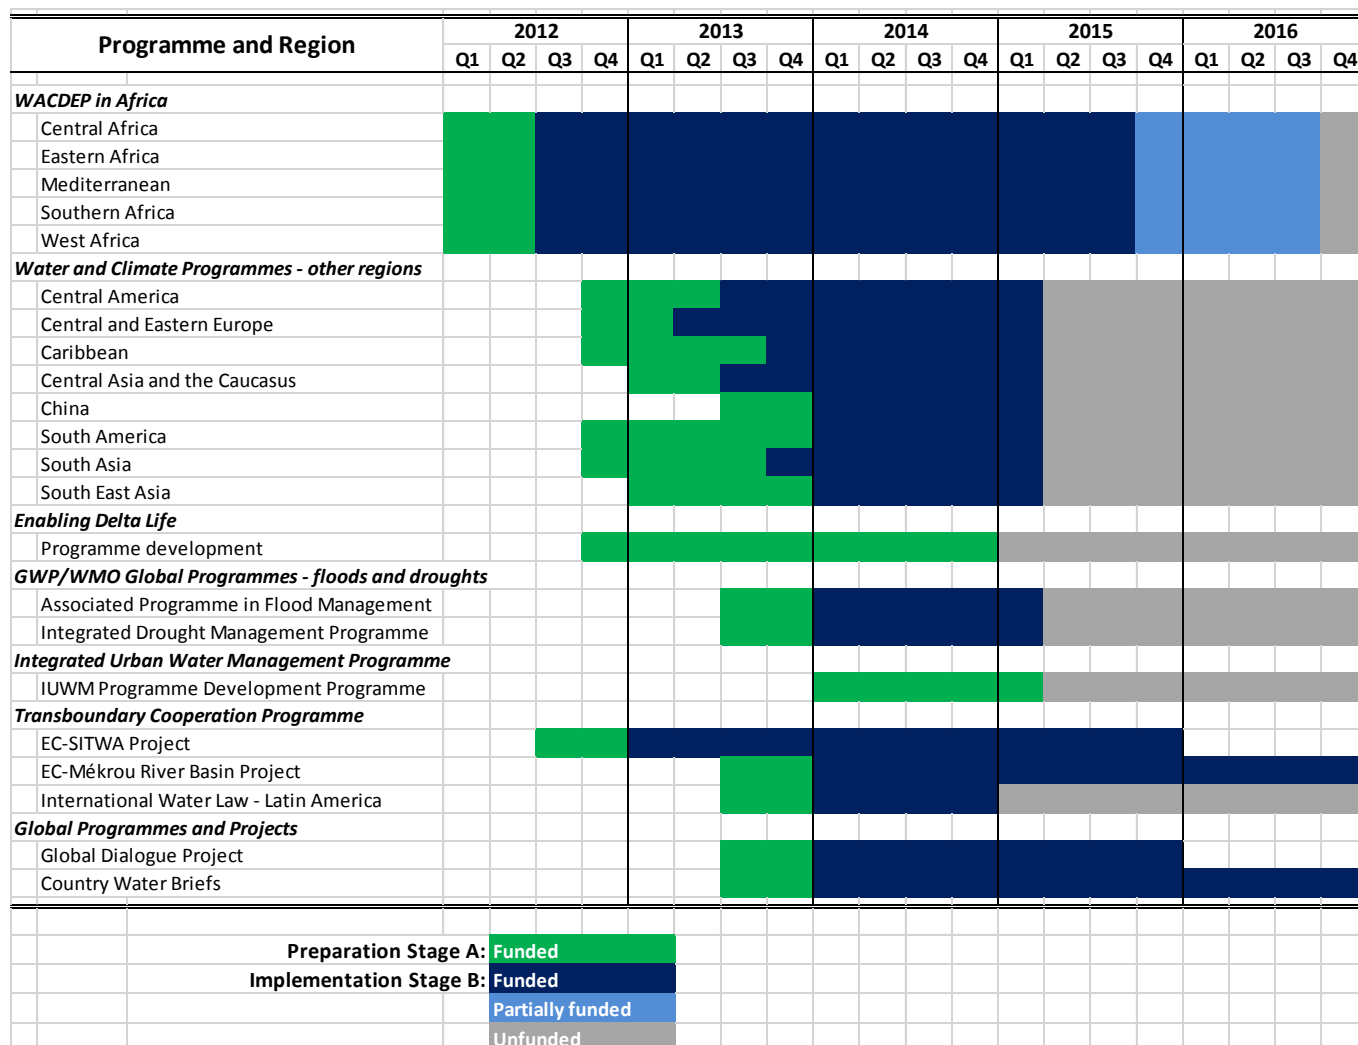 Programme and Region
2012 2013 2014 2015 2016
Q1 Q2 Q3 Q4 Q1 Q2 Q3 Q4 Q1 Q2 Q3 Q4 Q1 Q2 Q3 Q4 Q1 Q2 Q3 Q4
WACDEP in Africa
Central Africa
Eastern Africa
Mediterranean
Southern Africa
West Africa
Water and Climate Programmes - other regions
Central America
Central and Eastern Europe
Caribbean
Central Asia and the Caucasus
China
South America
South Asia
South East Asia
Enabling Delta Life
Programme development
GWP/WMO Global Programmes - floods and droughts
Associated Programme in Flood Management
Integrated Drought Management Programme
Integrated Urban Water Management Programme
IUWM Programme Development Programme
Transboundary Cooperation Programme
EC-SITWA Project
EC-Mékrou River Basin Project
International Water Law - Latin America
Global Programmes and Projects
Global Dialogue Project
Country Water Briefs
Preparation Stage A: Funded
Implementation Stage B: Funded
Partially funded
Unfunded